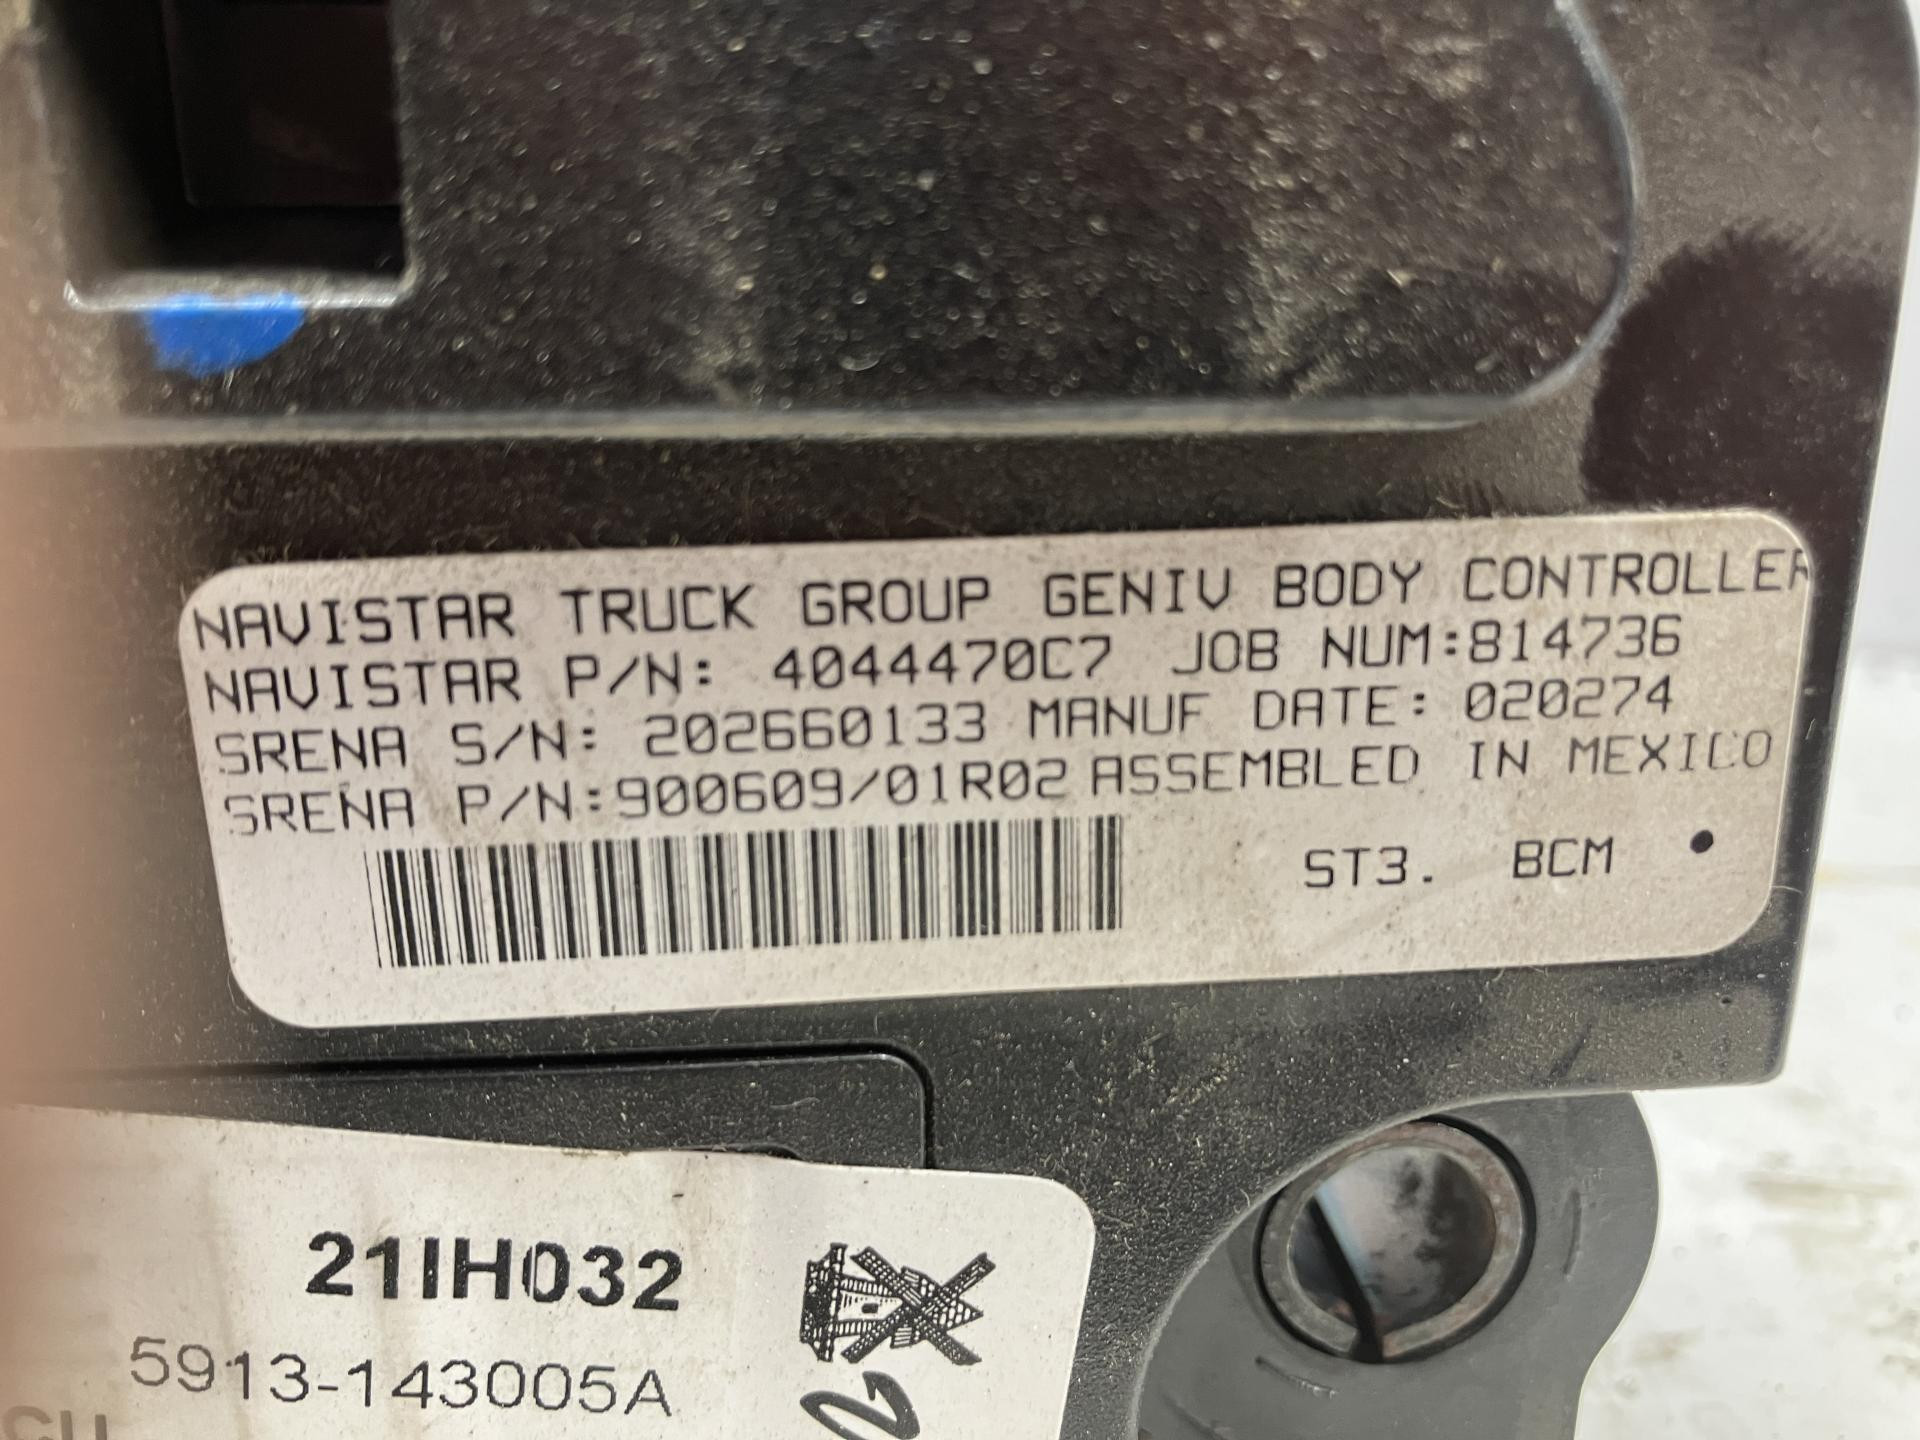 NAVISTAR TRUCK GROUP GENIV BODY CONTROLLER
NAVISTAR P/N: 4044470C7 JOB NUM:814736
SRENA S/N: 202660133 MANUF DATE: 020274
SRENA P/N:900609/01R02 ASSEMBLED IN MEXICO
ST3. BCM
21IH032
5913-143005A